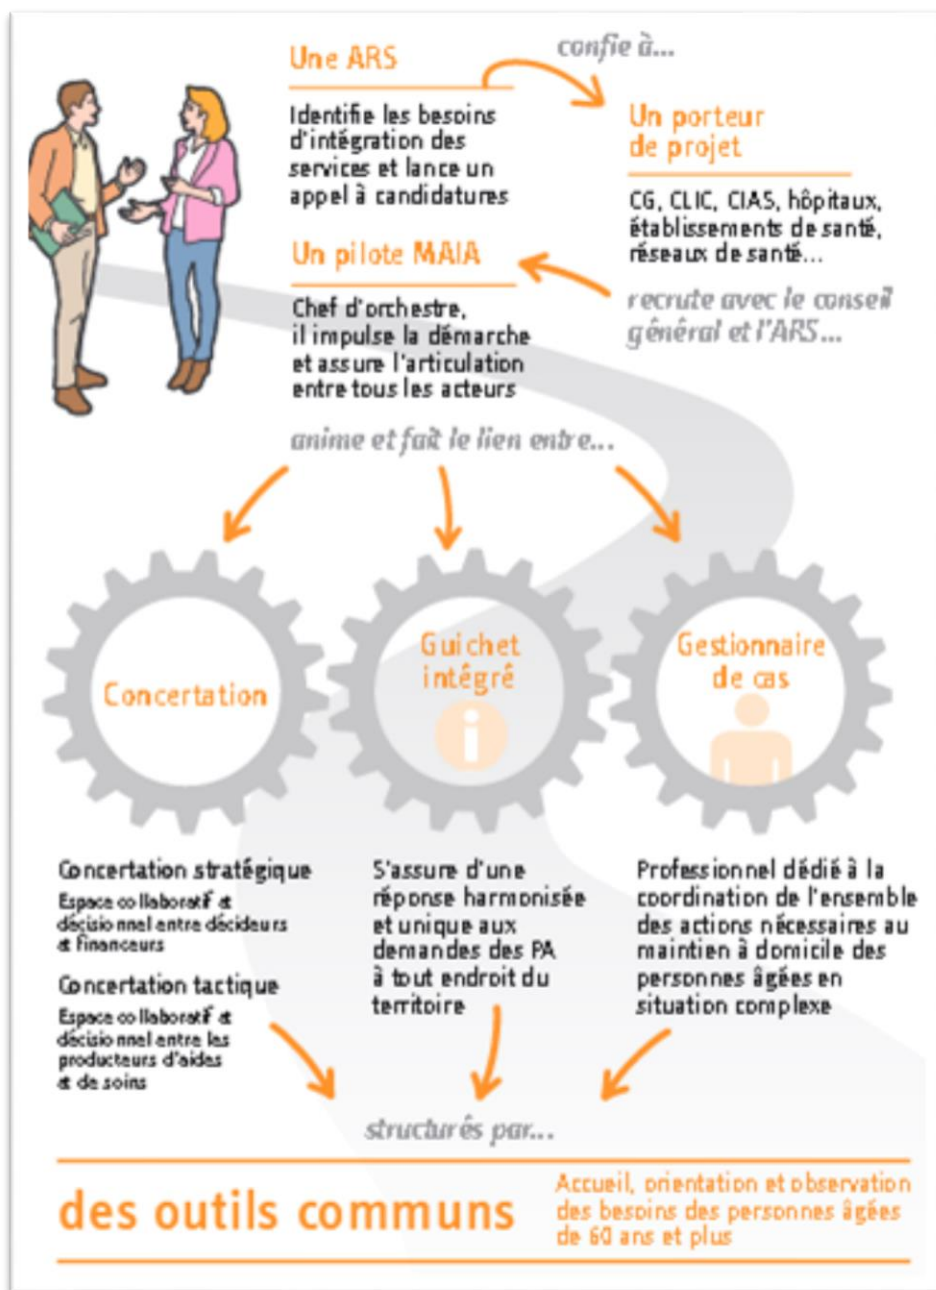 Une ARS
confie à...
Identifie les besoins
d'intégration des
services et lance un
appel à candidatures
Un porteur
de projet
CG, CLIC, CIAS, hôpitaux,
établissements de santé,
réseaux de santé...
recrute avec le conseil
général et l'ARS...
Un pilote MAIA
Chef d'orchestre,
il impulse la démarche
et assure l'articulation
entre tous les acteurs
anime et fait le lien entre...
Concertation
Guichet
intégré
i
Gestionnaire
de cas
Concertation stratégique
Espace collaboratif et
décisionnel entre décideurs
et financeurs
Concertation tactique
Espace collaboratif et
décisionnel entre les
producteurs d'aides
et de soins
S'assure d'une
réponse harmonisée
et unique aux
demandes des PA
à tout endroit du
territoire
Professionnel dédié à la
coordination de l'ensemble
des actions nécessaires au
maintien à domicile des
personnes âgées en
situation complexe
structurés par...
des outils communs
Accueil, orientation et observation
des besoins des personnes âgées
de 60 ans et plus